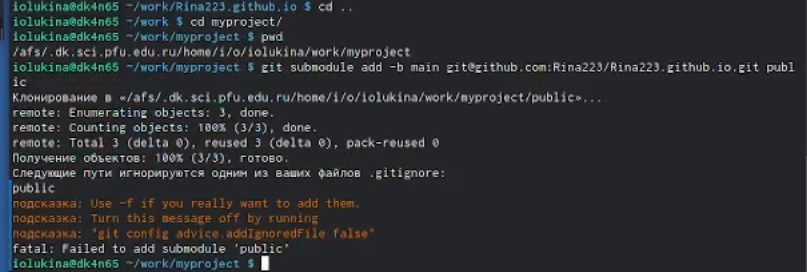 iolukina@dk4n65 ~/work/Rina223.github.io $ cd ..
iolukina@dk4n65 ~/work $ cd myproject/
iolukina@dk4n65 ~/work/myproject $ pwd
/afs/.dk.sci.pfu.edu.ru/home/i/o/iolukina/work/myproject
iolukina@dk4n65 ~/work/myproject $ git submodule add -b main git@github.com:Rina223/Rina223.github.io.git publ
ic
Клонирование в «/afs/.dk.sci.pfu.edu.ru/home/i/o/iolukina/work/myproject/public»...
remote: Enumerating objects: 3, done.
remote: Counting objects: 100% (3/3), done.
remote: Total 3 (delta 0), reused 3 (delta 0), pack-reused 0
Получение объектов: 100% (3/3), готово.
Следующие пути игнорируются одним из ваших файлов .gitignore:
public
подсказка: Use -f if you really want to add them.
подсказка: Turn this message off by running
подсказка: "git config advice.addIgnoredFile false"
fatal: Failed to add submodule 'public'
iolukina@dk4n65 ~/work/myproject $